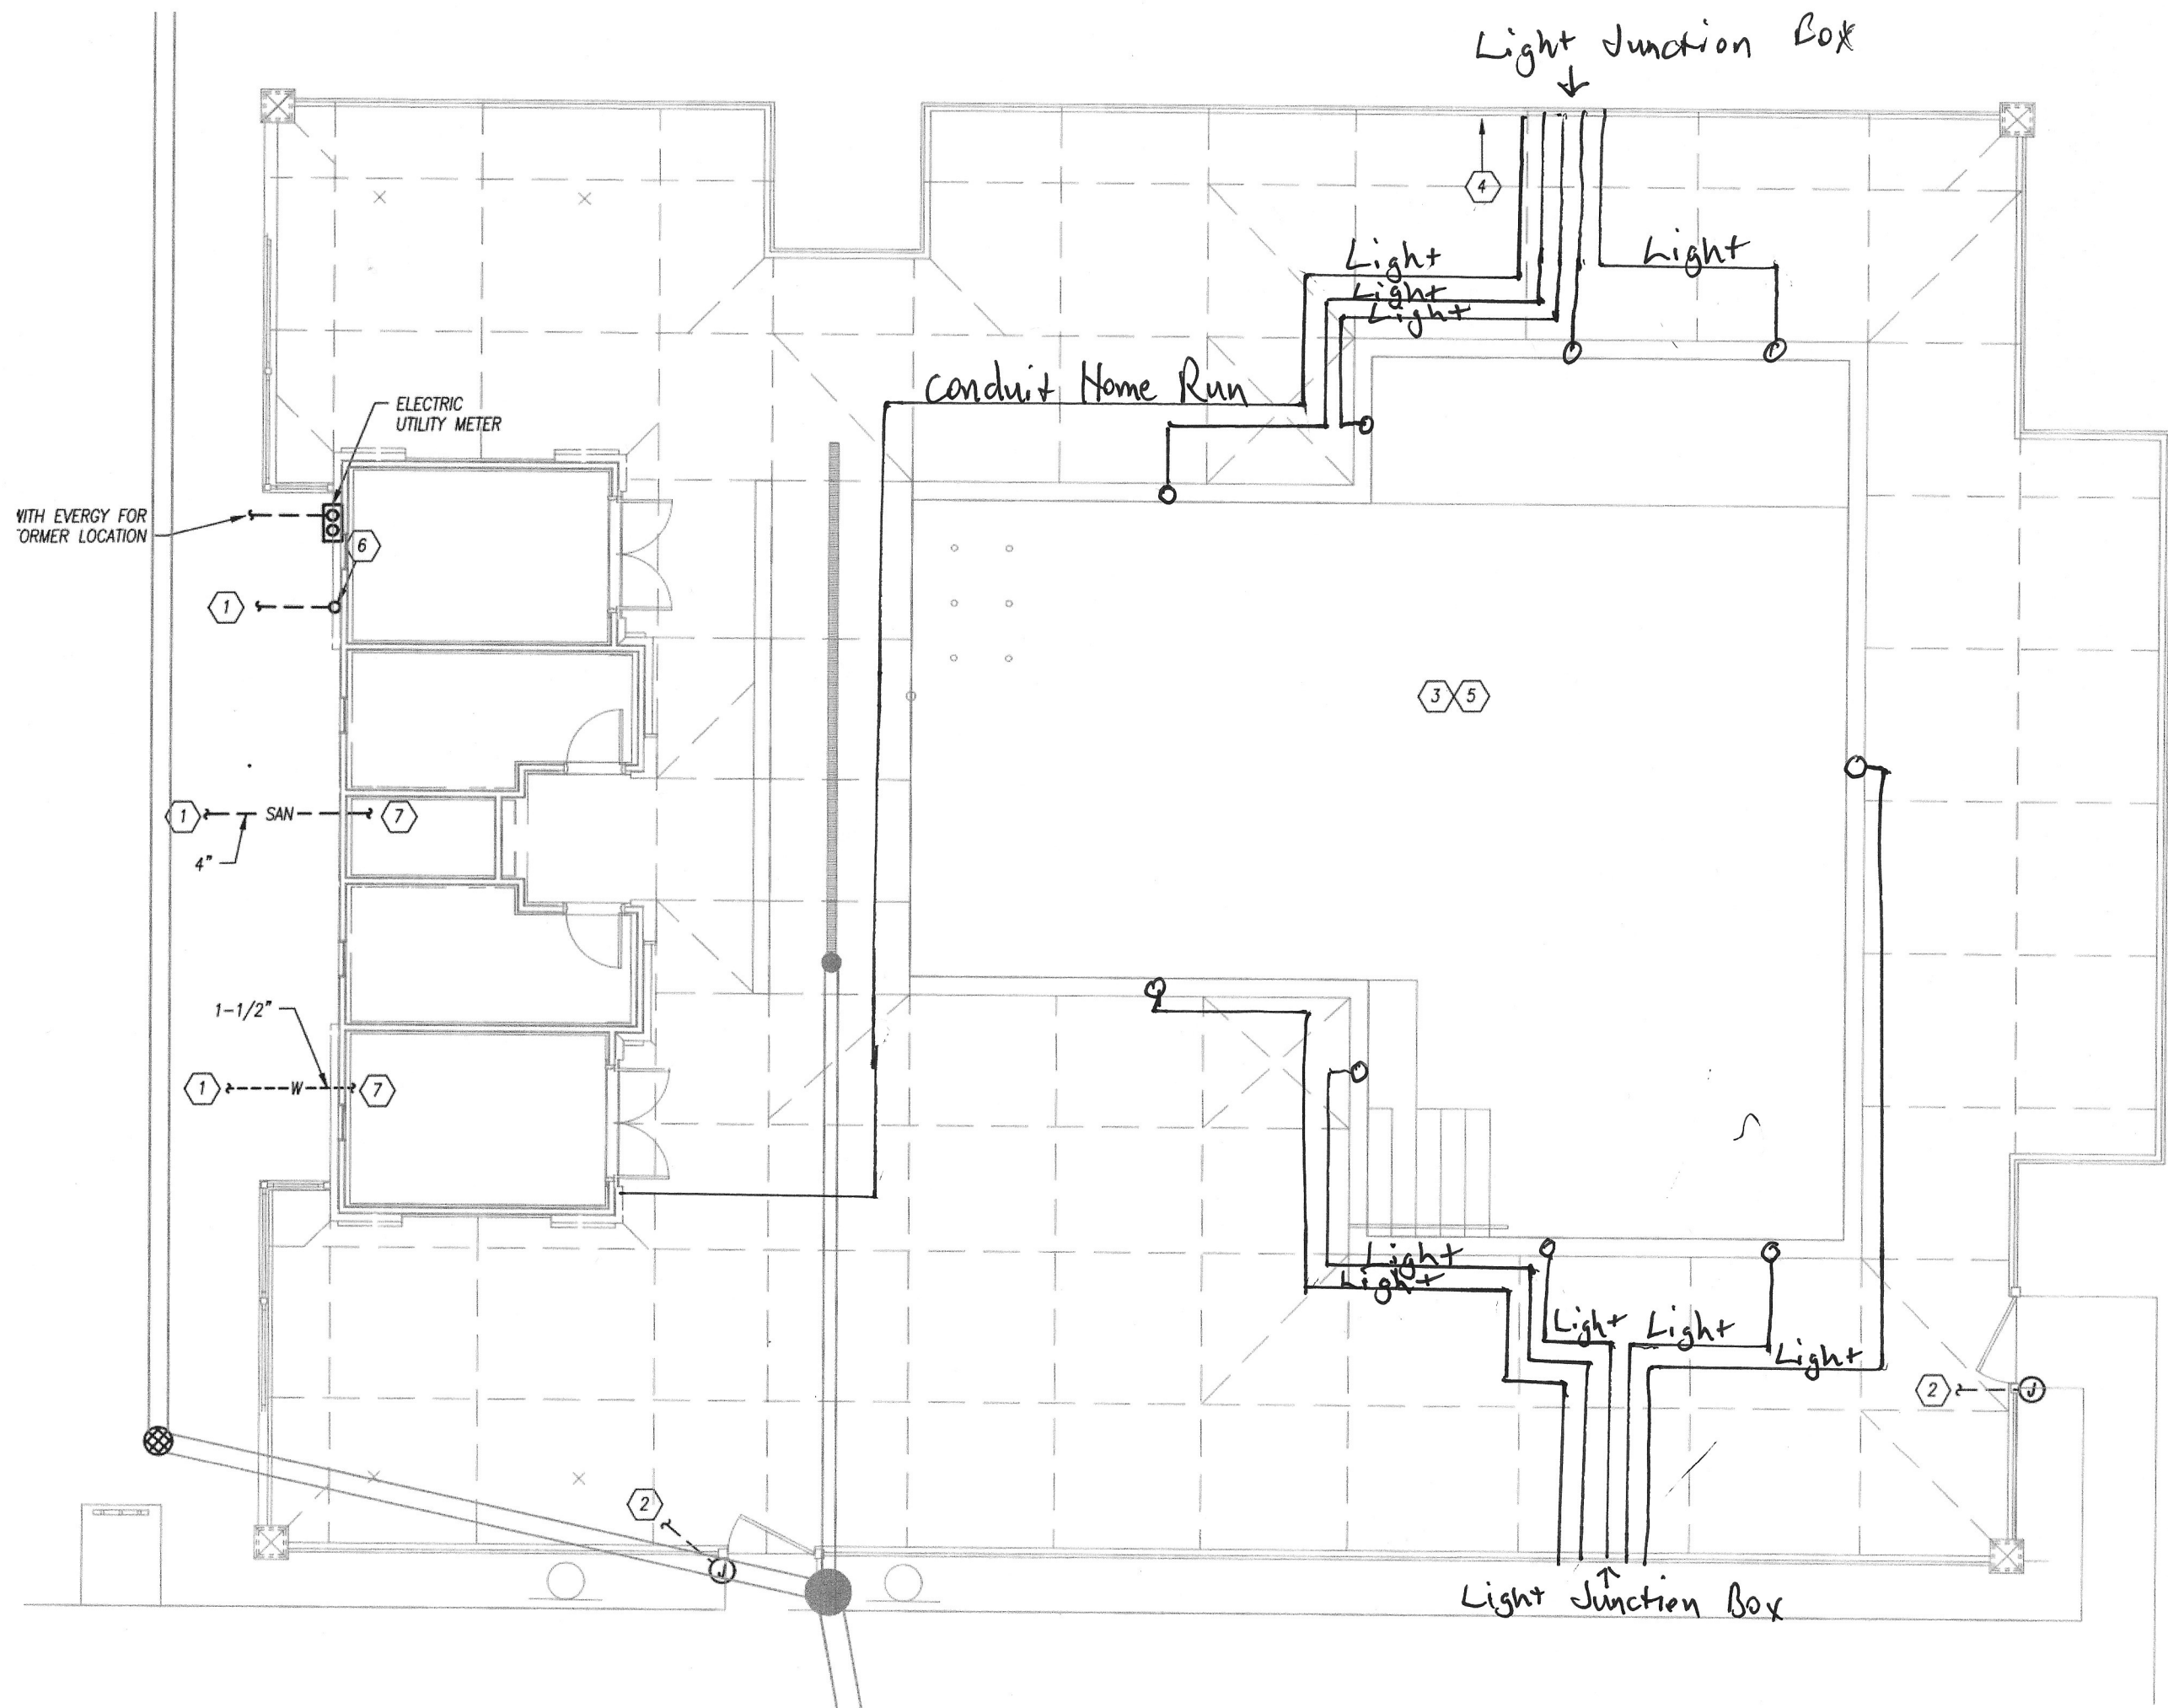 Light Junction Box
4
Light
Light
Light
Light
Conduit Home Run
ELECTRIC
UTILITY METER
WITH EVERGY FOR
ORMER LOCATION
6
1
3 5
1
SAN
7
4"
1-1/2"
1
W
7
Light
Light
Light
Light
Light
2
J
2
J
Light Junction Box